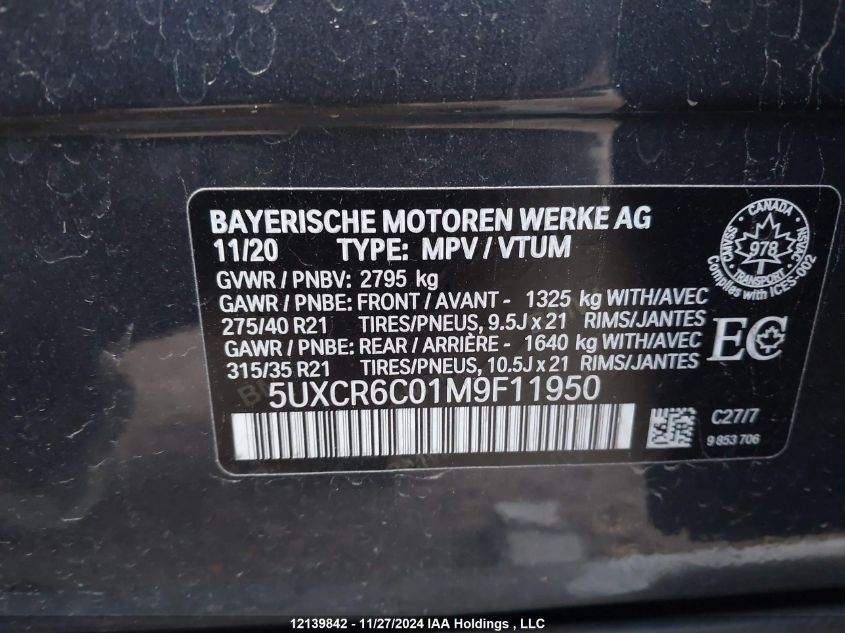 BAYERISCHE MOTOREN WERKE AG
11/20 TYPE: MPV / VTUM
GVWR / PNBV: 2795 kg
GAWR / PNBE: FRONT / AVANT - 1325 kg WITH/AVEC
275/40 R21 TIRES/PNEUS, 9.5J x 21 RIMS/JANTES
GAWR / PNBE: REAR / ARRIÈRE - 1640 kg WITH/AVEC
315/35 R21 TIRES/PNEUS, 10.5J x 21 RIMS/JANTES
5UXCR6C01M9F11950
CANADA
978
TRANSPORT
Complies with ICES-002
EC
C27/7
9 853 706
12139842 - 11/27/2024 IAA Holdings , LLC